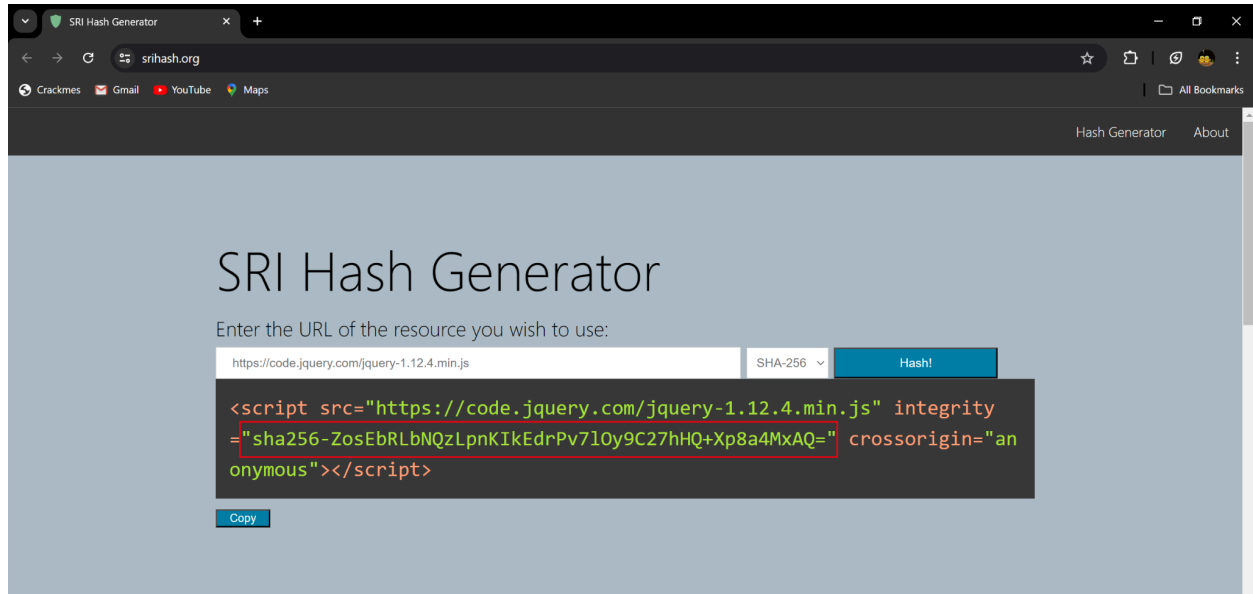 SRI Hash Generator
srihash.org
Crackmes Gmail YouTube Maps All Bookmarks
Hash Generator About
SRI Hash Generator
Enter the URL of the resource you wish to use:
https://code.jquery.com/jquery-1.12.4.min.js SHA-256 Hash!
<script src="https://code.jquery.com/jquery-1.12.4.min.js" integrity
="sha256-ZosEbRLbNQzLpnKIkEdrPv7lOy9C27hHQ+Xp8a4MxAQ=" crossorigin="an
onymous"></script>
Copy